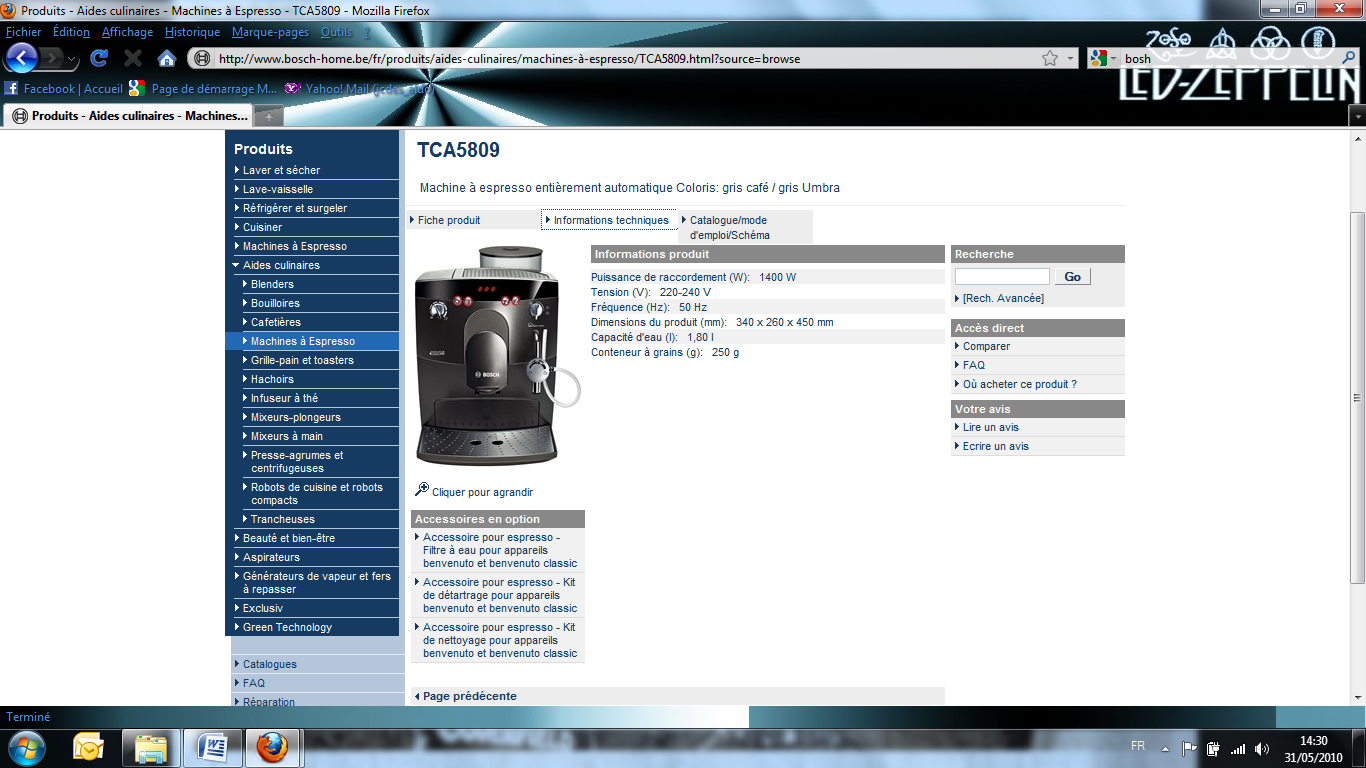 Produits - Aides culinaires - Machines à Espresso - TCA5809 - Mozilla Firefox
Fichier Édition Affichage Historique Marque-pages Outils ?
http://www.bosch-home.be/fr/produits/aides-culinaires/machines-à-espresso/TCA5809.html?source=browse
bosh
LED-ZEPPELIN
Facebook | Accueil Page de démarrage M... Yahoo! Mail
Produits - Aides culinaires - Machines...
Produits
Laver et sécher
Lave-vaisselle
Réfrigérer et surgeler
Cuisiner
Machines à Espresso
Aides culinaires
Blenders
Bouilloires
Cafetières
Machines à Espresso
Grille-pain et toasters
Hachoirs
Infuseur à thé
Mixeurs-plongeurs
Mixeurs à main
Presse-agrumes et
centrifugeuses
Robots de cuisine et robots
compacts
Trancheuses
Beauté et bien-être
Aspirateurs
Générateurs de vapeur et fers
à repasser
Exclusiv
Green Technology
Catalogues
FAQ
Réparation
TCA5809
Machine à espresso entièrement automatique Coloris: gris café / gris Umbra
Fiche produit
Informations techniques
Catalogue/mode
d'emploi/Schéma
BOSCH
Cliquer pour agrandir
Informations produit
Puissance de raccordement (W): 1400 W
Tension (V): 220-240 V
Fréquence (Hz): 50 Hz
Dimensions du produit (mm): 340 x 260 x 450 mm
Capacité d'eau (l): 1,80 l
Conteneur à grains (g): 250 g
Accessoires en option
Accessoire pour espresso -
Filtre à eau pour appareils
benvenuto et benvenuto classic
Accessoire pour espresso - Kit
de détartrage pour appareils
benvenuto et benvenuto classic
Accessoire pour espresso - Kit
de nettoyage pour appareils
benvenuto et benvenuto classic
Page prédécente
Recherche
Go
[Rech. Avancée]
Accès direct
Comparer
FAQ
Où acheter ce produit ?
Votre avis
Lire un avis
Ecrire un avis
Terminé
FR
14:30
31/05/2010